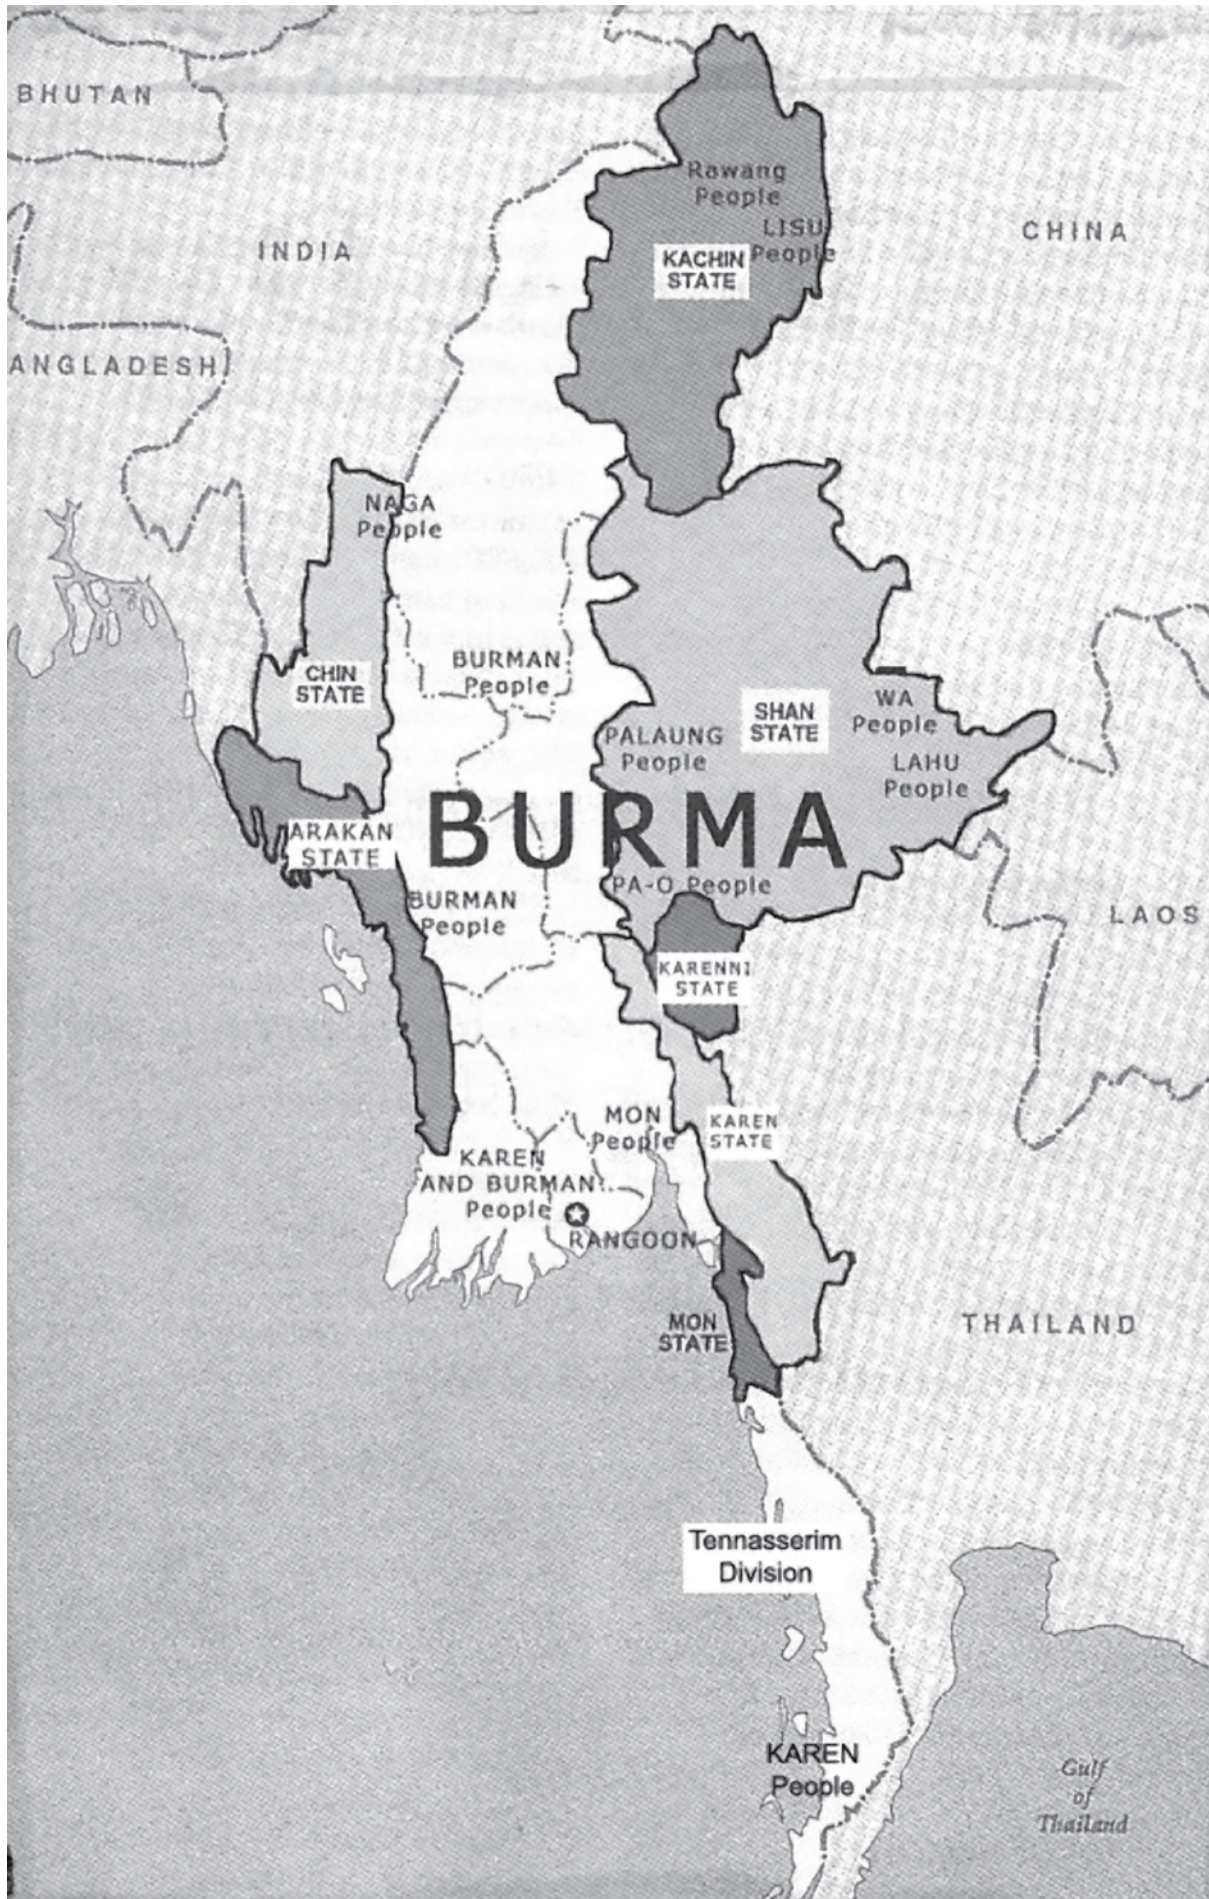 BHUTAN
Rawang
People
LISU
People
CHINA
INDIA
KACHIN
STATE
ANGLADESH
NAGA
People
BURMAN
People
CHIN
STATE
WA
People
SHAN
STATE
PALAUNG
People
LAHU
People
BURMA
ARAKAN
STATE
PA-O People
BURMAN
People
LAOS
KARENNI
STATE
MON
People
KAREN
STATE
KAREN
AND BURMAN
People
RANGOON
MON
STATE
THAILAND
Tennasserim
Division
KAREN
People
Gulf
of
Thailand